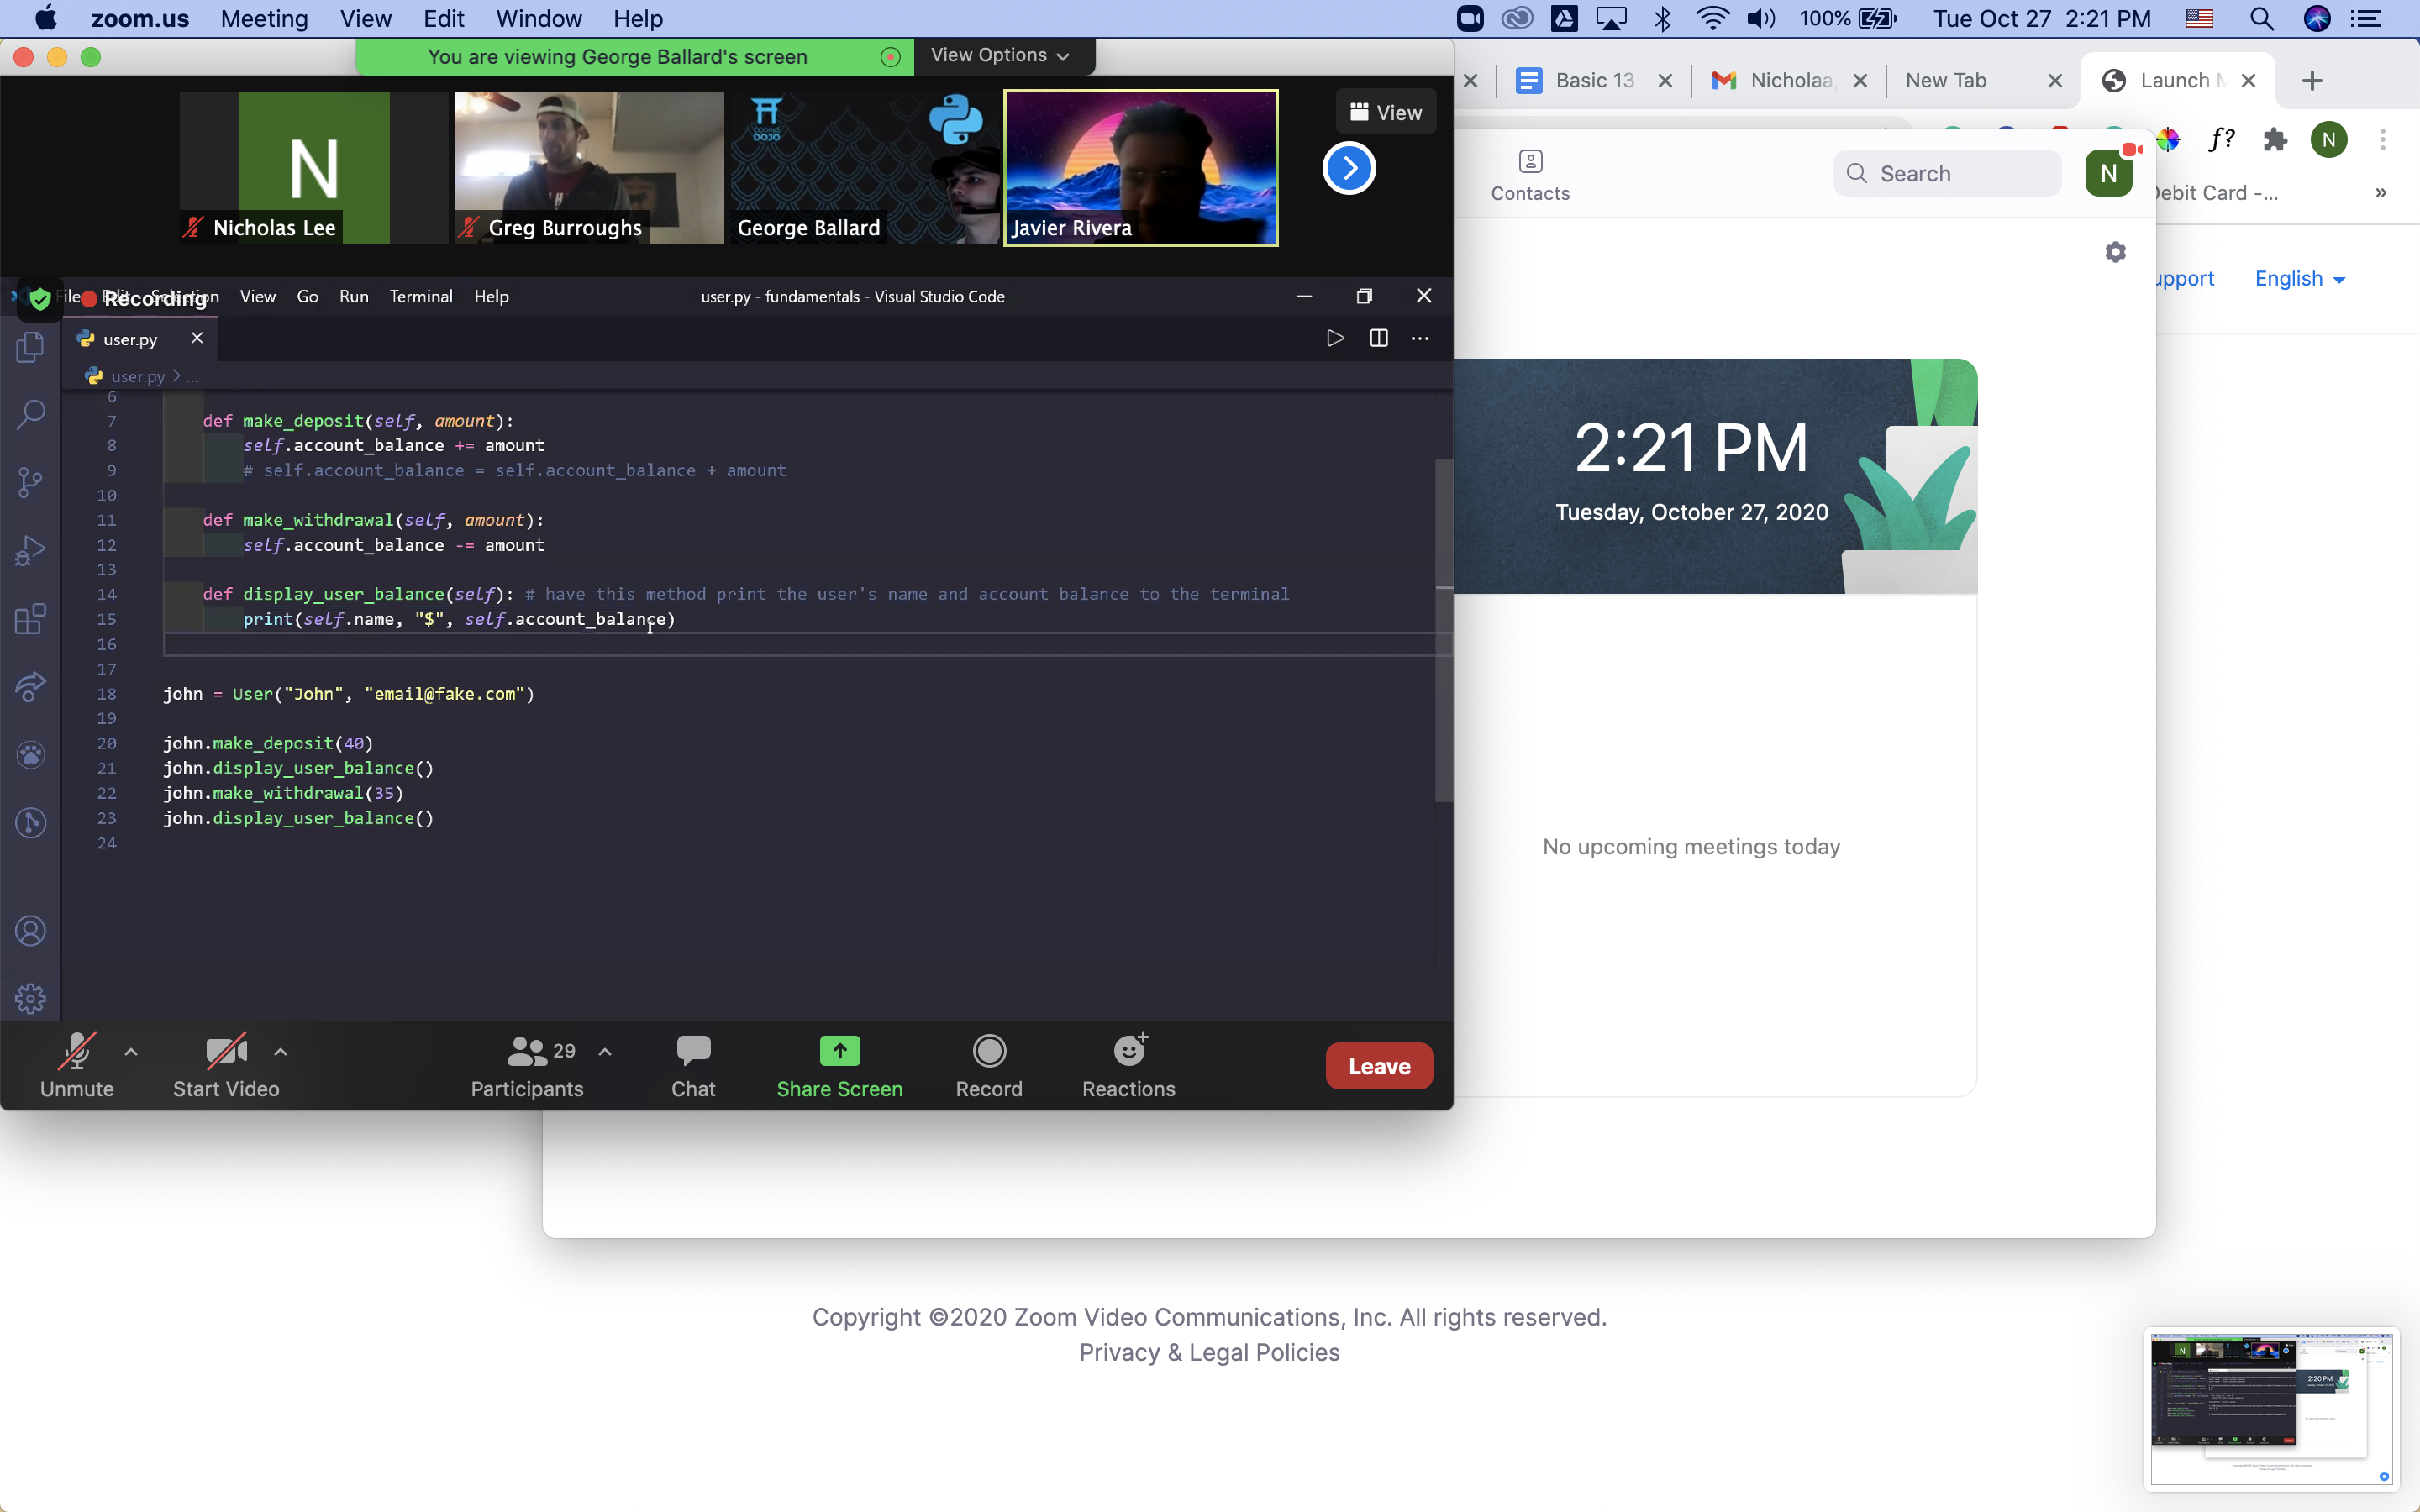 zoom.us Meeting View Edit Window Help 100% Tue Oct 27 2:21 PM
You are viewing George Ballard's screen View Options
Basic 13 Nicholaa, New Tab Launch M
View
N
CODING
DOJO
Nicholas Lee Greg Burroughs George Ballard Javier Rivera
Contacts Search N f? N
Debit Card -... »
upport English
File Edit Selection View Go Run Terminal Help user.py - fundamentals - Visual Studio Code
Recording
user.py
user.py > ...
6
7 def make_deposit(self, amount):
8 self.account_balance += amount
9 # self.account_balance = self.account_balance + amount
10
11 def make_withdrawal(self, amount):
12 self.account_balance -= amount
13
14 def display_user_balance(self): # have this method print the user's name and account balance to the terminal
15 print(self.name, "$", self.account_balance)
16
17
18 john = User("John", "email@fake.com")
19
20 john.make_deposit(40)
21 john.display_user_balance()
22 john.make_withdrawal(35)
23 john.display_user_balance()
24
2:21 PM
Tuesday, October 27, 2020
No upcoming meetings today
29
Unmute Start Video Participants Chat Share Screen Record Reactions Leave
Copyright ©2020 Zoom Video Communications, Inc. All rights reserved.
Privacy & Legal Policies
N
2:20 PM